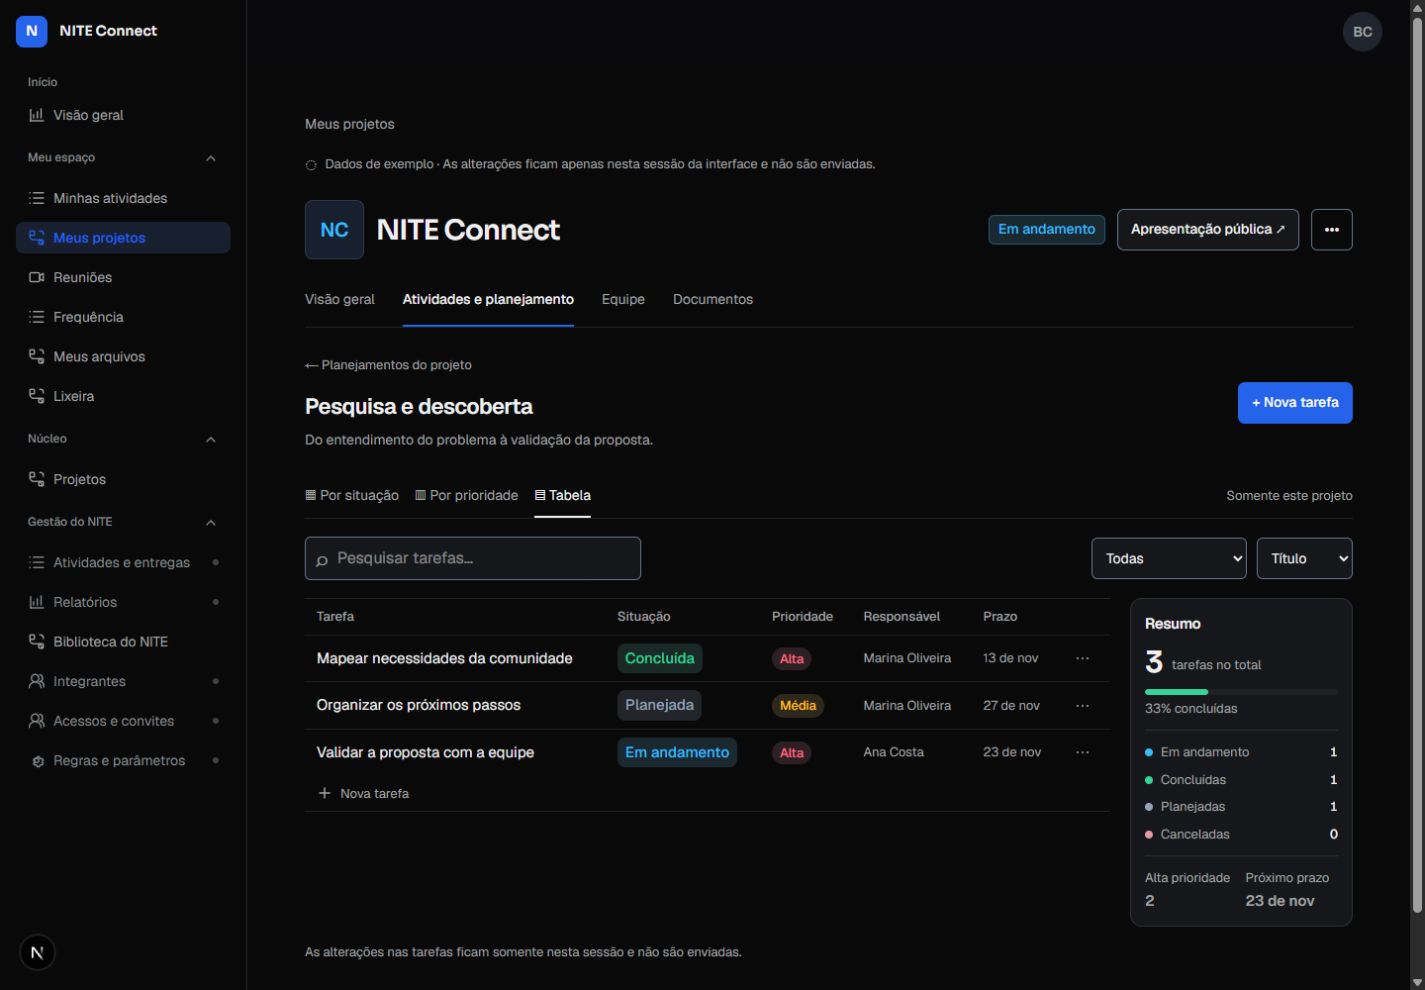 N NITE Connect
BC
Início
Visão geral
Meu espaço
Minhas atividades
Meus projetos
Reuniões
Frequência
Meus arquivos
Lixeira
Núcleo
Projetos
Gestão do NITE
Atividades e entregas
Relatórios
Biblioteca do NITE
Integrantes
Acessos e convites
Regras e parâmetros
N
Meus projetos
Dados de exemplo · As alterações ficam apenas nesta sessão da interface e não são enviadas.
NC NITE Connect Em andamento Apresentação pública ↗ •••
Visão geral Atividades e planejamento Equipe Documentos
← Planejamentos do projeto
Pesquisa e descoberta + Nova tarefa
Do entendimento do problema à validação da proposta.
Por situação Por prioridade Tabela Somente este projeto
Pesquisar tarefas... Todas Título
Tarefa Situação Prioridade Responsável Prazo
Mapear necessidades da comunidade Concluída Alta Marina Oliveira 13 de nov ···
Organizar os próximos passos Planejada Média Marina Oliveira 27 de nov ···
Validar a proposta com a equipe Em andamento Alta Ana Costa 23 de nov ···
+ Nova tarefa
Resumo
3 tarefas no total
33% concluídas
Em andamento 1
Concluídas 1
Planejadas 1
Canceladas 0
Alta prioridade Próximo prazo
2 23 de nov
As alterações nas tarefas ficam somente nesta sessão e não são enviadas.